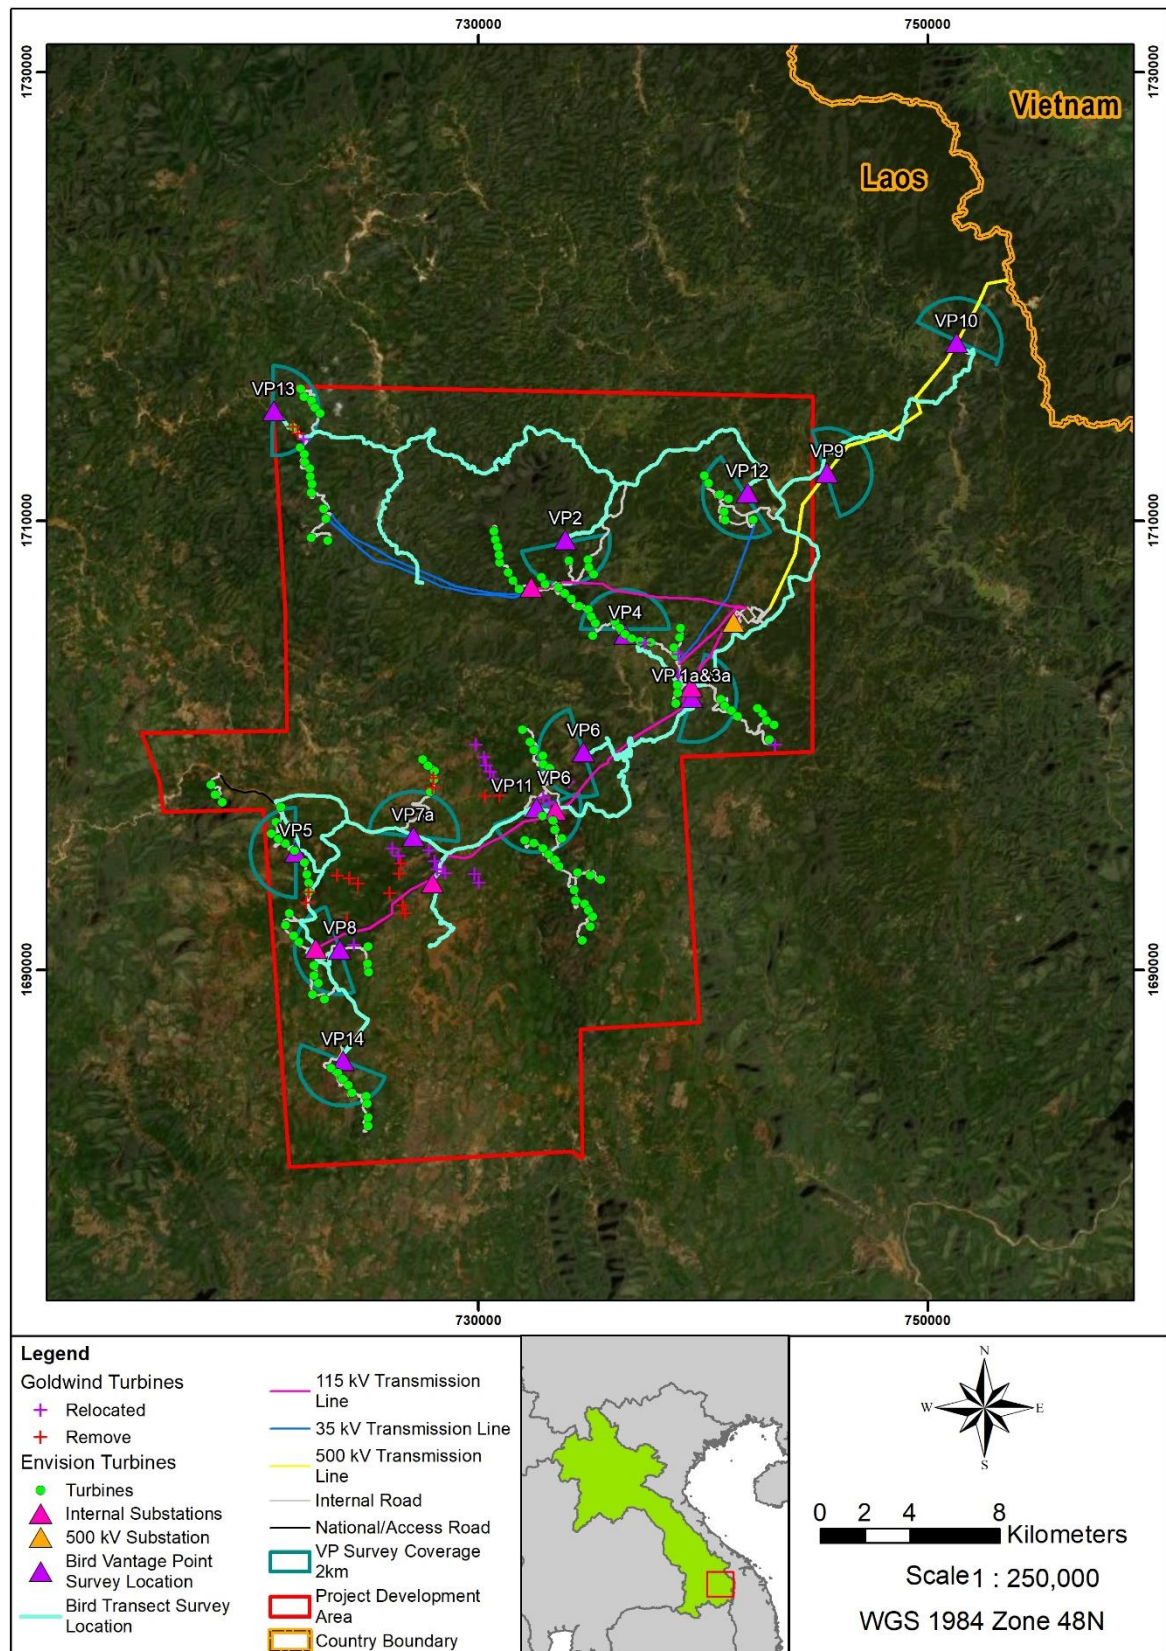 730000
750000
1730000
1730000
Vietnam
Laos
VP10
VP13
VP9
VP12
1710000
1710000
VP2
VP4
VP 1a&3a
VP6
VP11
VP6
VP7a
VP5
VP8
1690000
1690000
VP14
730000
750000
Legend
Goldwind Turbines
Relocated
Remove
Envision Turbines
Turbines
Internal Substations
500 kV Substation
Bird Vantage Point
Survey Location
Bird Transect Survey
Location
115 kV Transmission
Line
35 kV Transmission Line
500 kV Transmission
Line
Internal Road
National/Access Road
VP Survey Coverage
2km
Project Development
Area
Country Boundary
N
W
E
S
0 2 4 8
Kilometers
Scale 1 : 250,000
WGS 1984 Zone 48N